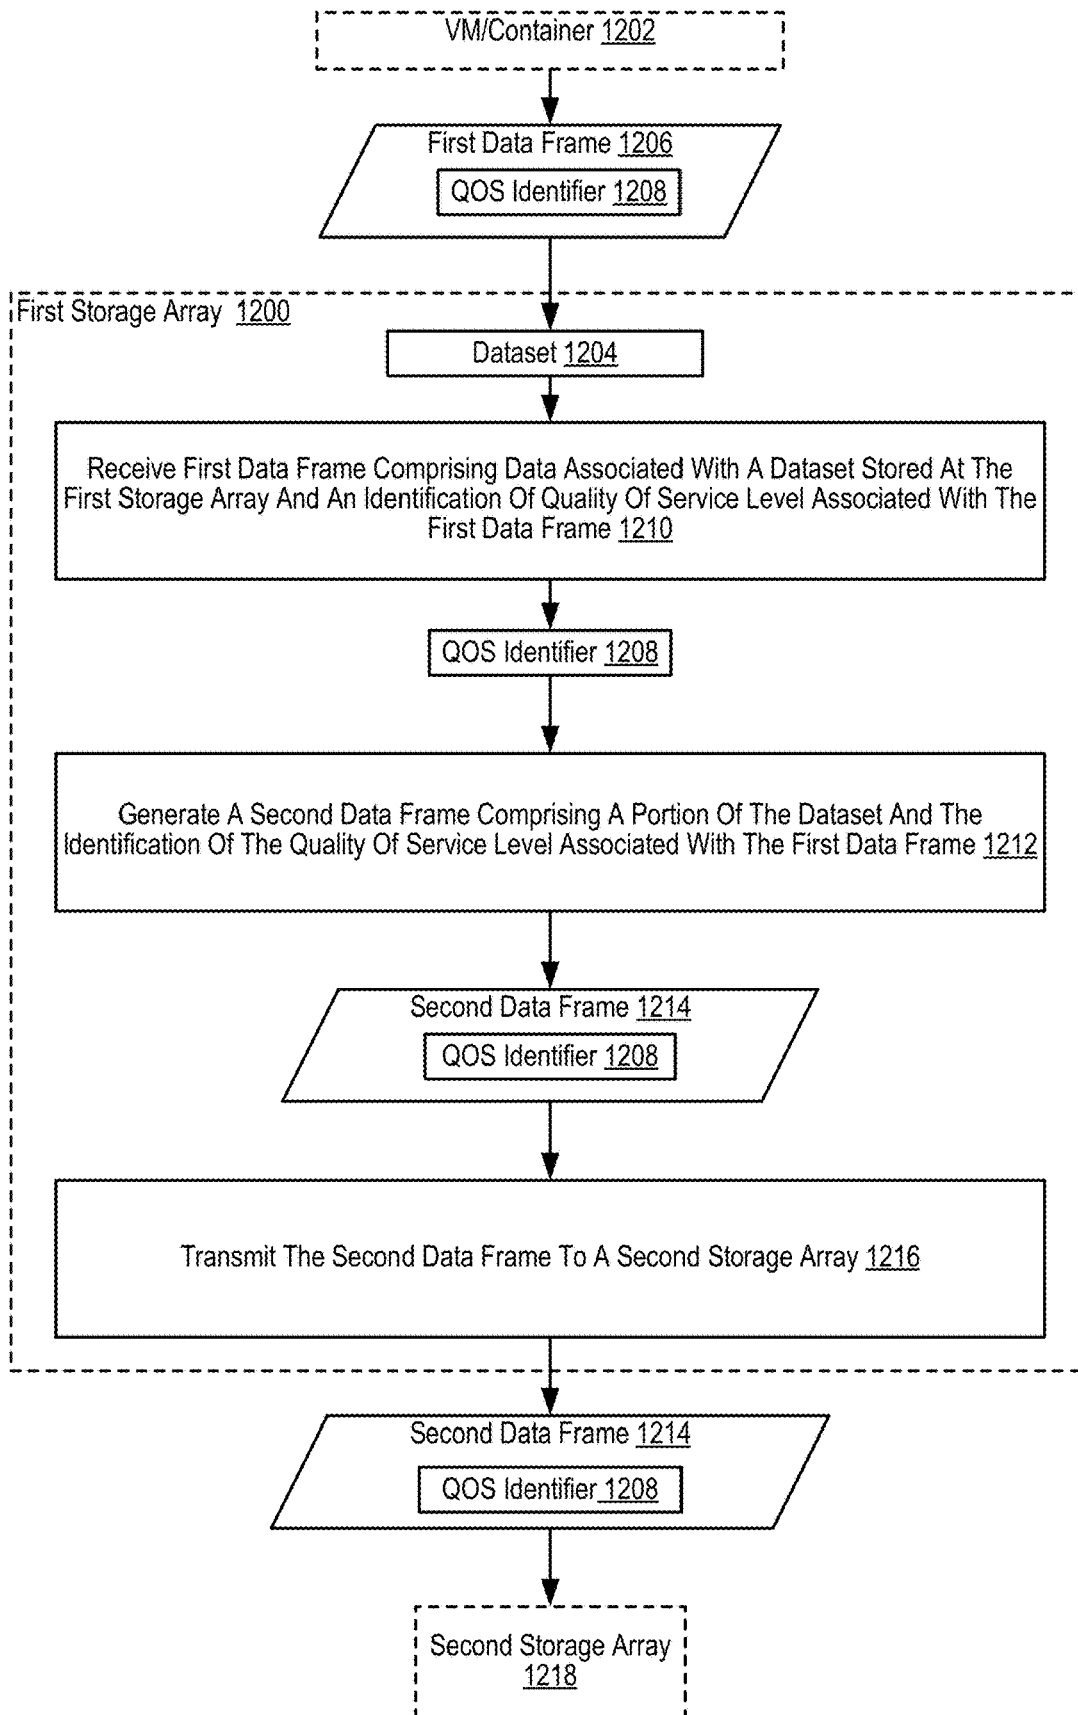 VM/Container 1202
First Data Frame 1206
QOS Identifier 1208
First Storage Array 1200
Dataset 1204
Receive First Data Frame Comprising Data Associated With A Dataset Stored At The
First Storage Array And An Identification Of Quality Of Service Level Associated With The
First Data Frame 1210
QOS Identifier 1208
Generate A Second Data Frame Comprising A Portion Of The Dataset And The
Identification Of The Quality Of Service Level Associated With The First Data Frame 1212
Second Data Frame 1214
QOS Identifier 1208
Transmit The Second Data Frame To A Second Storage Array 1216
Second Data Frame 1214
QOS Identifier 1208
Second Storage Array
1218